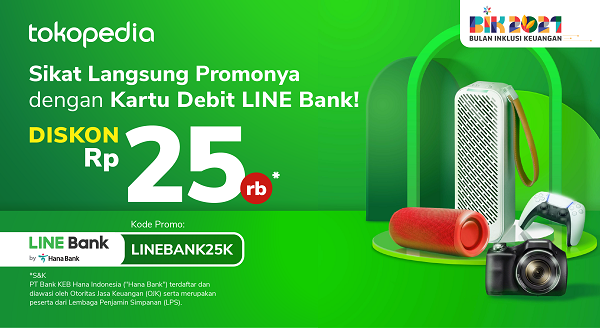 tokopedia
BIK 2021
BULAN INKLUSI KEUANGAN
Sikat Langsung Promonya
dengan Kartu Debit LINE Bank!
DISKON
Rp 25 rb*
Kode Promo:
LINE Bank
by Hana Bank
LINEBANK25K
*S&K
PT Bank KEB Hana Indonesia ("Hana Bank") terdaftar dan
diawasi oleh Otoritas Jasa Keuangan (OJK) serta merupakan
peserta dari Lembaga Penjamin Simpanan (LPS).